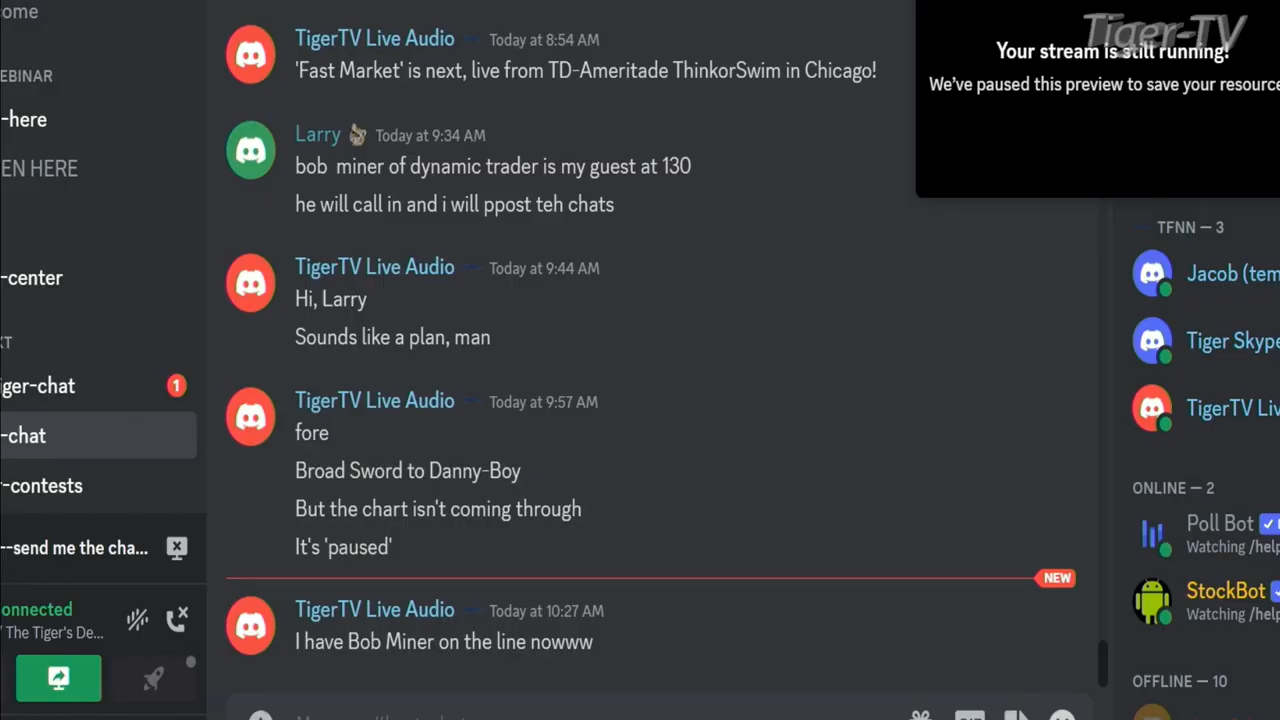 ome
EBINAR
-here
EN HERE
-center
XT
ger-chat
1
-chat
-contests
--send me the cha...
onnected
The Tiger's De...
TigerTV Live Audio Today at 8:54 AM
'Fast Market' is next, live from TD-Ameritade ThinkorSwim in Chicago!
Larry Today at 9:34 AM
bob miner of dynamic trader is my guest at 130
he will call in and i will ppost teh chats
TigerTV Live Audio Today at 9:44 AM
Hi, Larry
Sounds like a plan, man
TigerTV Live Audio Today at 9:57 AM
fore
Broad Sword to Danny-Boy
But the chart isn't coming through
It's 'paused'
NEW
TigerTV Live Audio Today at 10:27 AM
I have Bob Miner on the line nowww
Tiger-TV
Your stream is still running!
We've paused this preview to save your resource
TFNN — 3
Jacob (tem
Tiger Skype
TigerTV Liv
ONLINE — 2
Poll Bot
Watching /help
StockBot
Watching /help
OFFLINE — 10